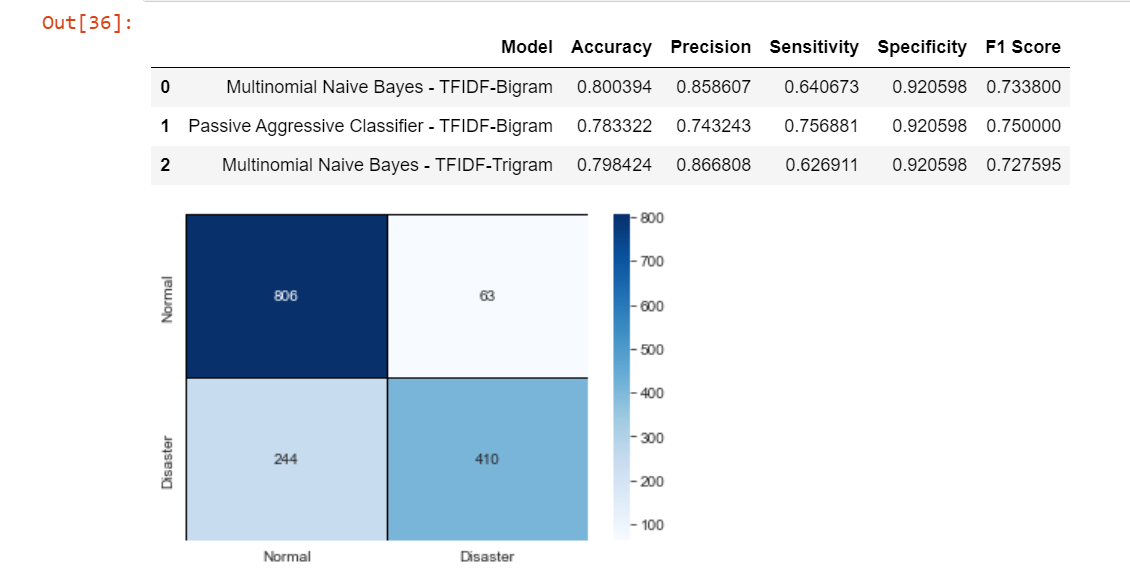 Out[36]:
Model Accuracy Precision Sensitivity Specificity F1 Score
0 Multinomial Naive Bayes - TFIDF-Bigram 0.800394 0.858607 0.640673 0.920598 0.733800
1 Passive Aggressive Classifier - TFIDF-Bigram 0.783322 0.743243 0.756881 0.920598 0.750000
2 Multinomial Naive Bayes - TFIDF-Trigram 0.798424 0.866808 0.626911 0.920598 0.727595
Normal
806
63
Disaster
244
410
Normal
Disaster
800
700
600
500
400
300
200
100